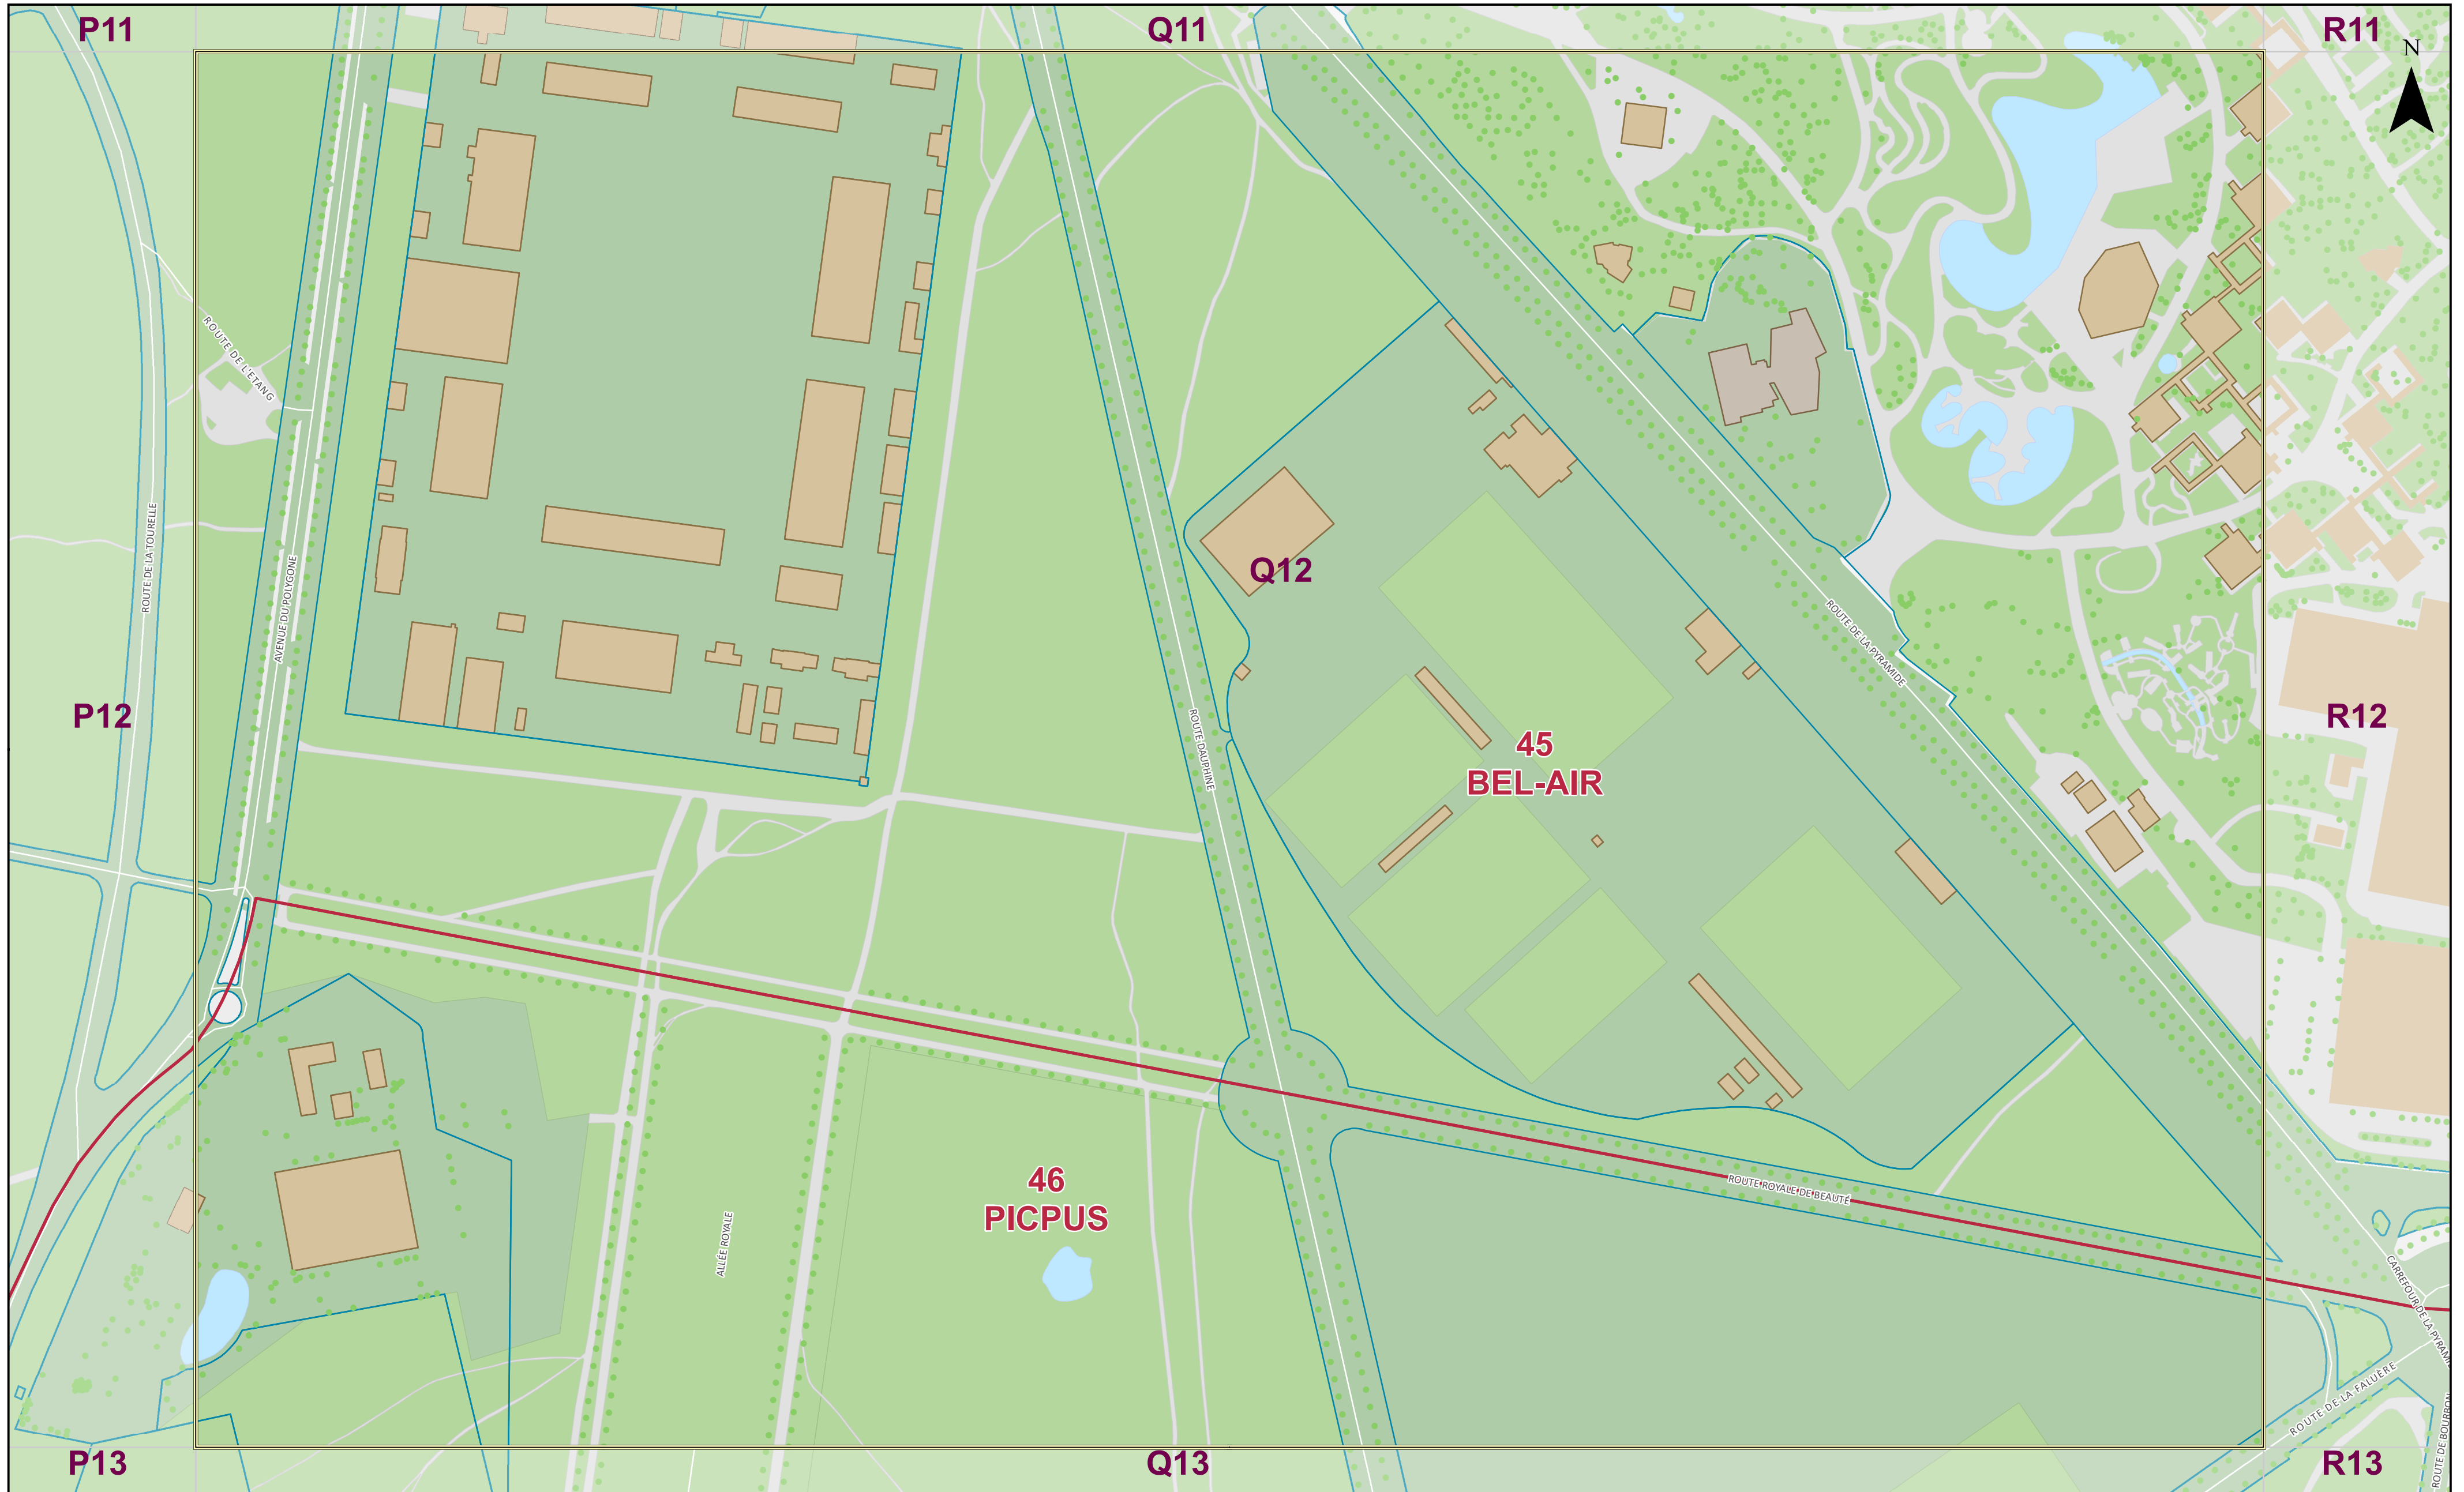 P11
Q11
R11
N
ROUTE DE L'ETANG
ROUTE DE LA TOURELLE
AVENUE DU POLYGONE
Q12
ROUTE DE LA PYRAMIDE
P12
ROUTE DAUPHINE
45
BEL-AIR
R12
46
PICPUS
ROUTE ROYALE DE BEAUTÉ
ALLÉE ROYALE
CARREFOUR DE LA PYRAMI
ROUTE DE LA FALUÈRE
ROUTE DE BOURBON
P13
Q13
R13